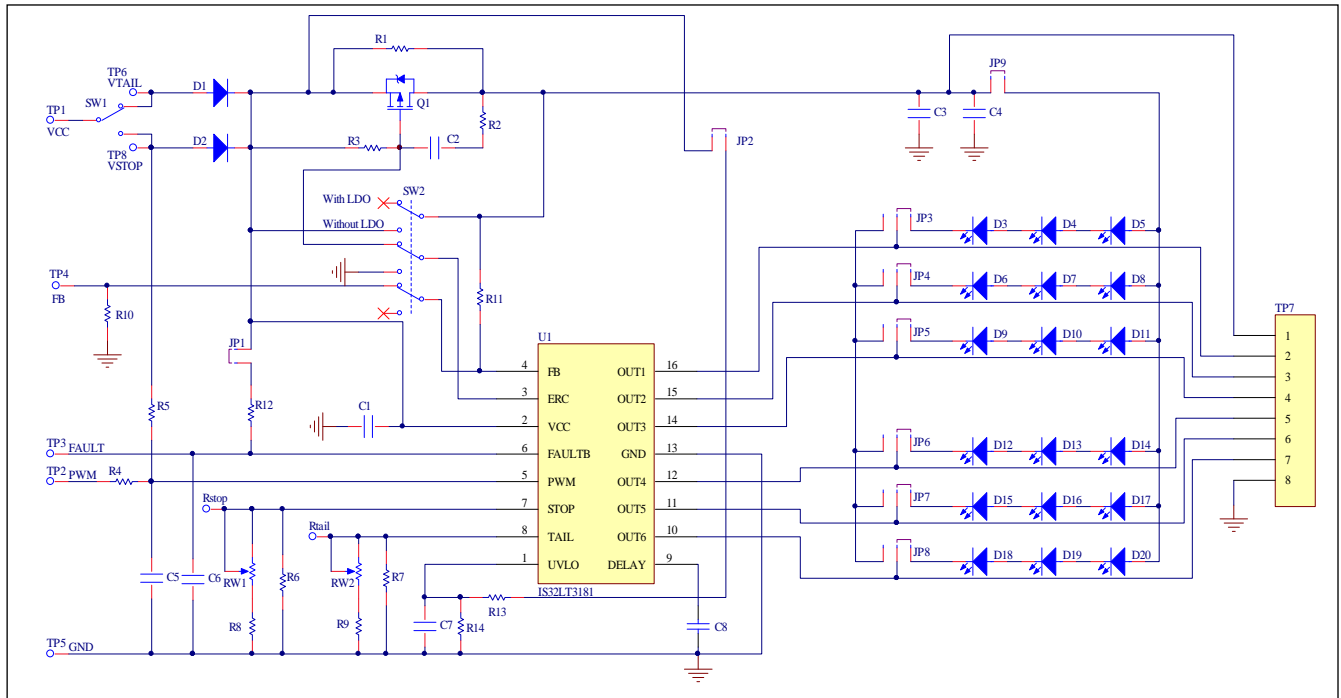 R1
TP6
VTAIL
D1
JP9
SW1
TP1
VCC
Q1
C3
C4
R2
D2
R3
C2
TP8
VSTOP
JP2
With LDO
SW2
Without LDO
JP3
D3
D4
D5
TP4
FB
JP4
D6
D7
D8
R10
R11
TP7
JP5
D9
D10
D11
JP1
U1
1
2
3
4
5
6
7
8
4 FB OUT1 16
3 ERC OUT2 15
2 VCC OUT3 14
6 FAULTB GND 13
5 PWM OUT4 12
7 STOP OUT5 11
8 TAIL OUT6 10
1 UVLO DELAY 9
IS32LT3181
R5
R12
C1
TP3 FAULT
TP2 PWM R4
JP6
D12
D13
D14
Rstop
JP7
D15
D16
D17
Rtail
JP8
D18
D19
D20
C5
C6
RW1
R6
RW2
R7
R13
R8
R9
C7
R14
C8
TP5 GND